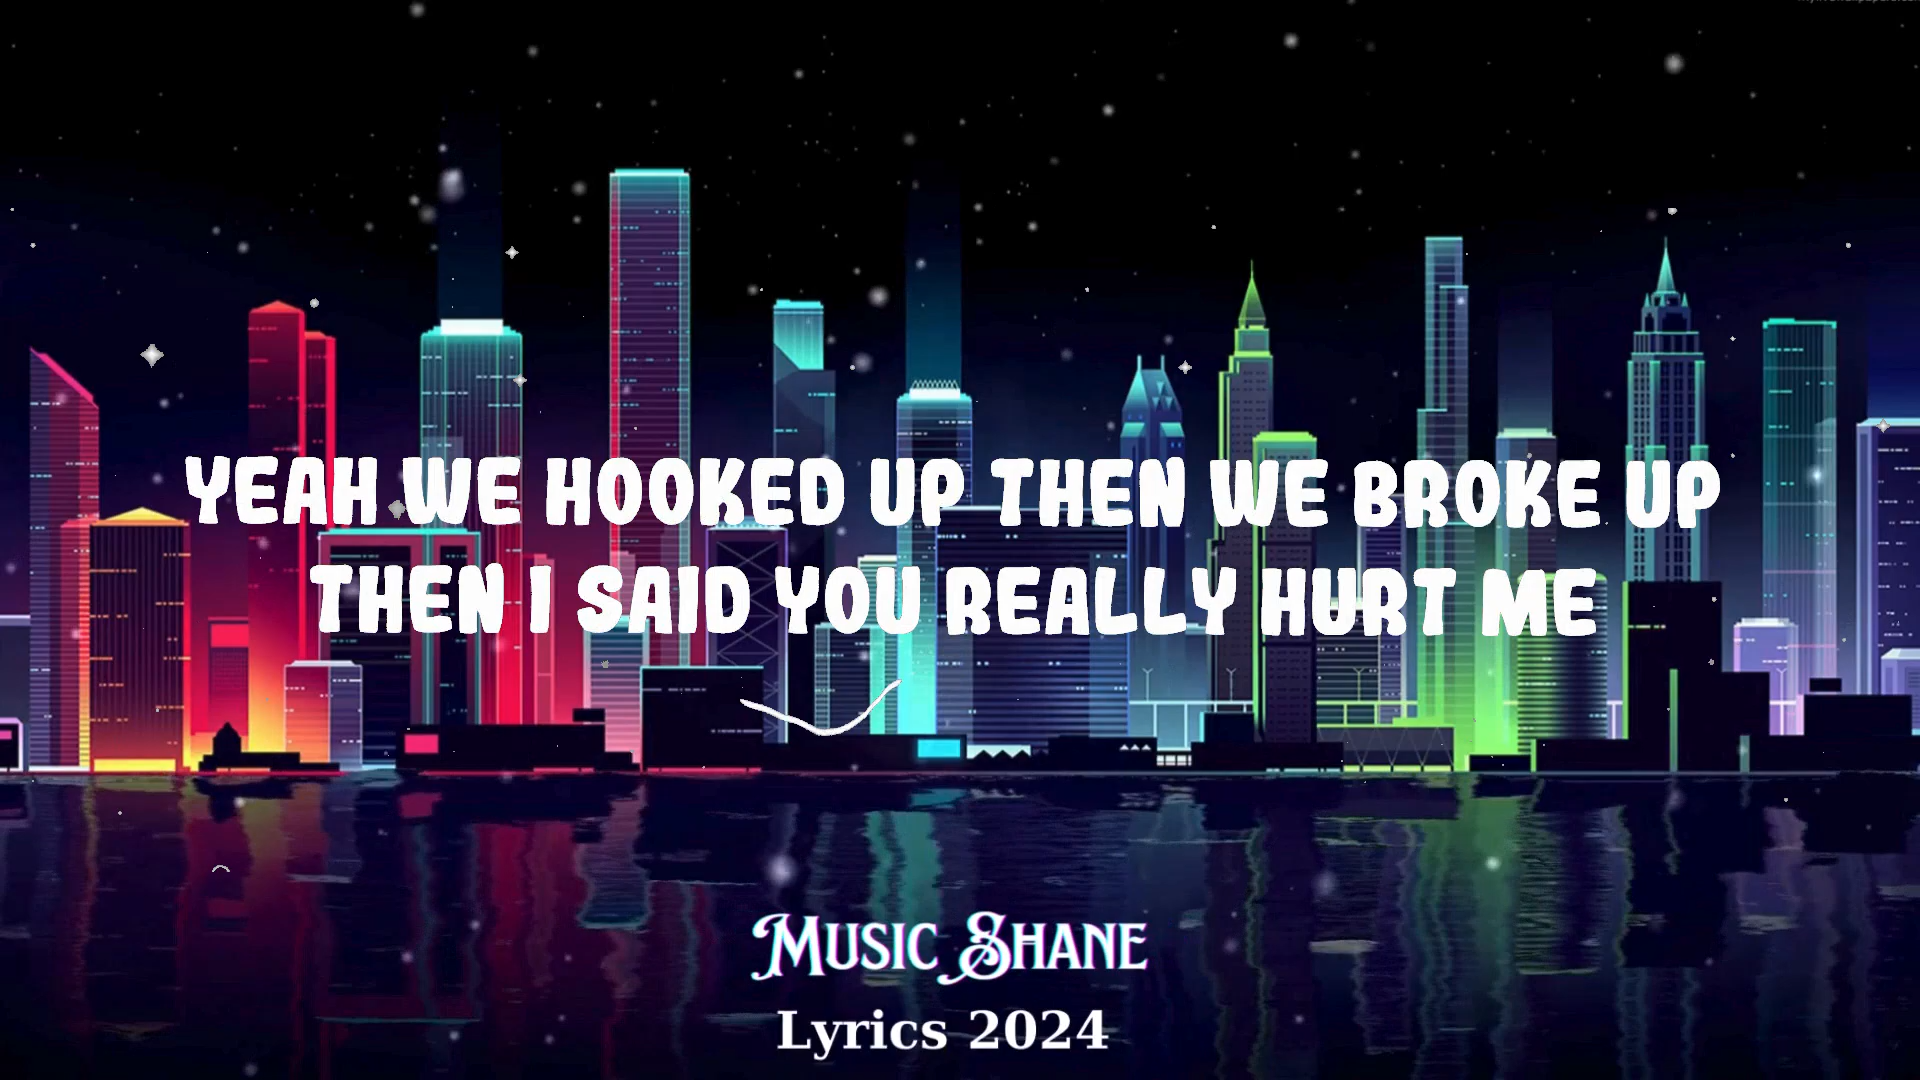 YEAH WE HOOKED UP THEN WE BROKE UP
THEN I SAID YOU REALLY HURT ME
MUSIC SHANE
Lyrics 2024